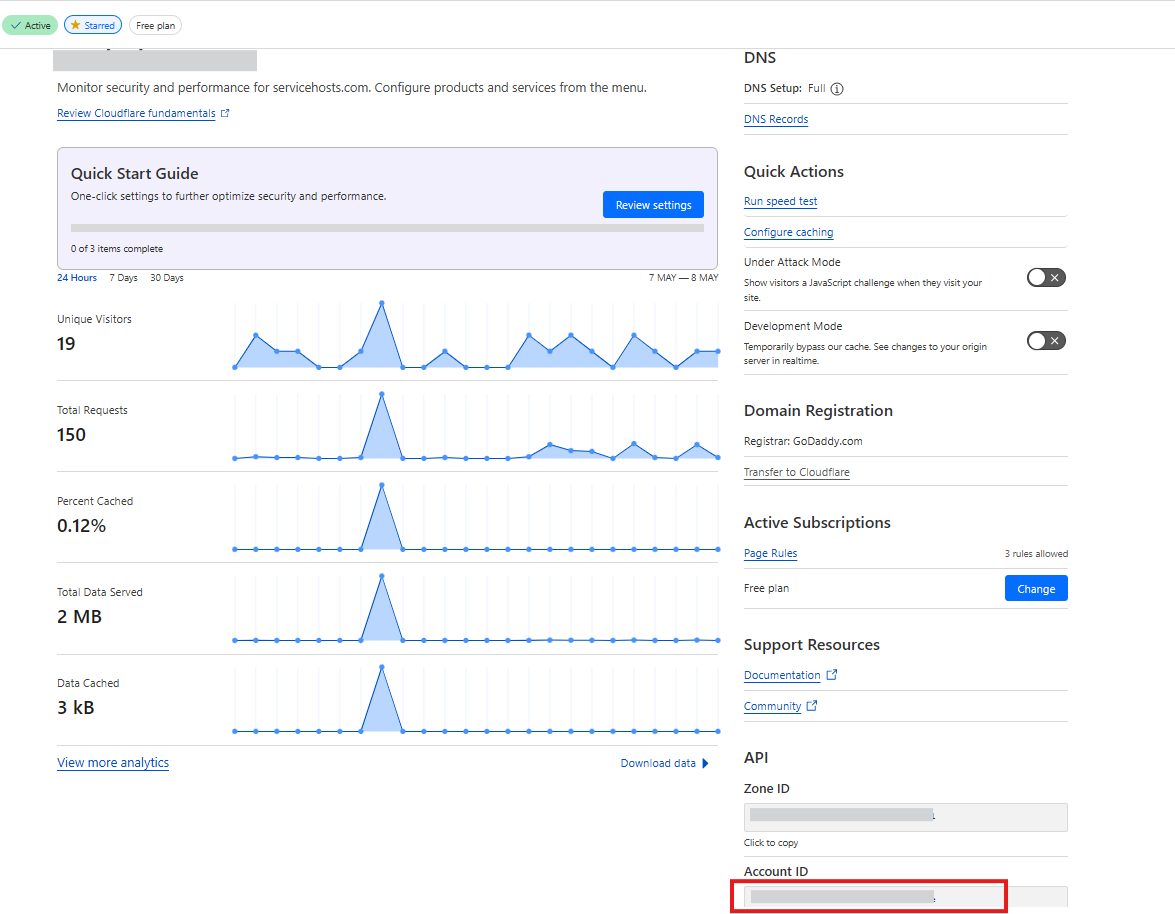 Active
Starred
Free plan
Monitor security and performance for servicehosts.com. Configure products and services from the menu.
Review Cloudflare fundamentals
Quick Start Guide
One-click settings to further optimize security and performance.
Review settings
0 of 3 items complete
24 Hours
7 Days
30 Days
7 MAY — 8 MAY
Unique Visitors
19
Total Requests
150
Percent Cached
0.12%
Total Data Served
2 MB
Data Cached
3 kB
View more analytics
Download data
DNS
DNS Setup: Full
DNS Records
Quick Actions
Run speed test
Configure caching
Under Attack Mode
Show visitors a JavaScript challenge when they visit your
site.
Development Mode
Temporarily bypass our cache. See changes to your origin
server in realtime.
Domain Registration
Registrar: GoDaddy.com
Transfer to Cloudflare
Active Subscriptions
Page Rules
3 rules allowed
Free plan
Change
Support Resources
Documentation
Community
API
Zone ID
Click to copy
Account ID